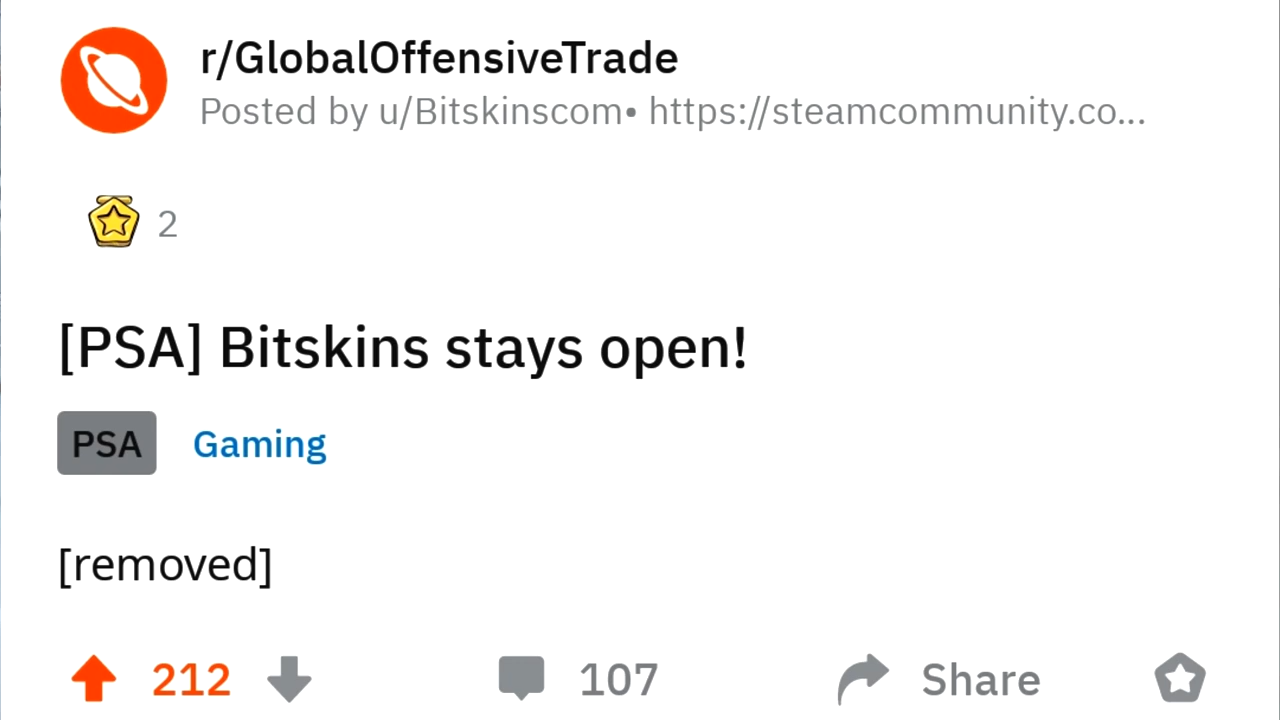 r/GlobalOffensiveTrade
Posted by u/Bitskinscom• https://steamcommunity.co...
2
[PSA] Bitskins stays open!
PSA Gaming
[removed]
212 107 Share